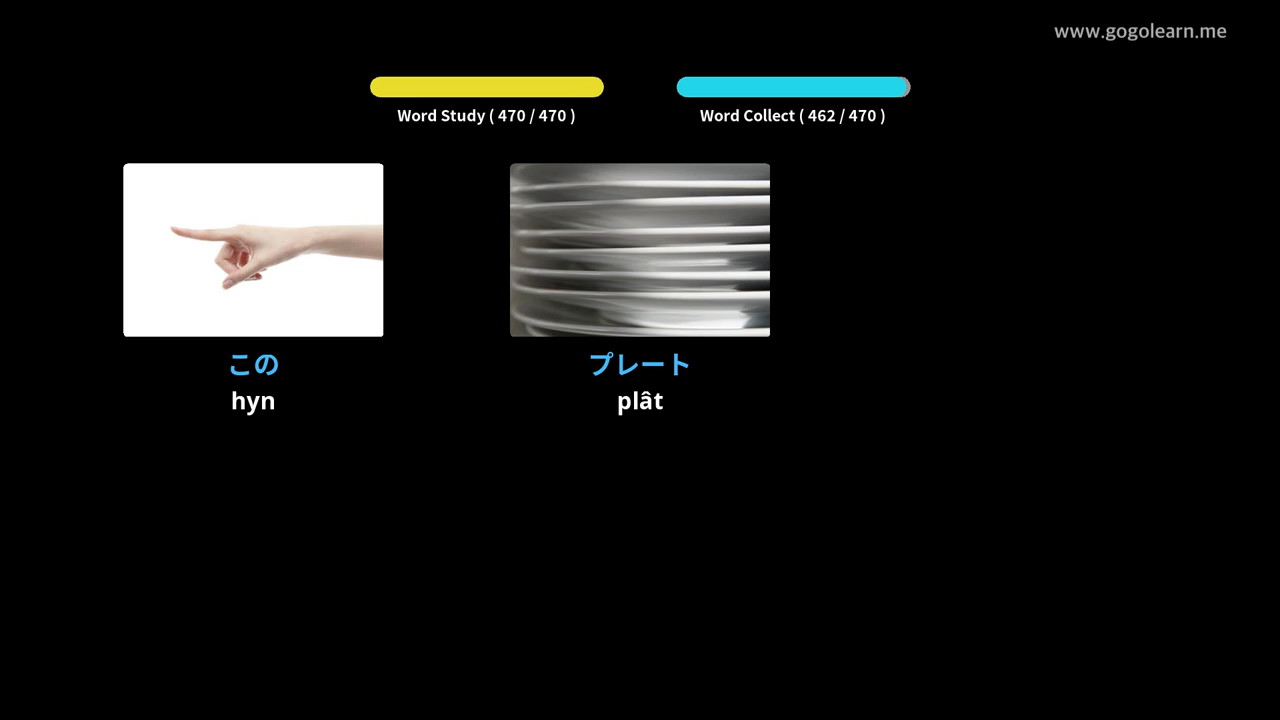 www.gogolearn.me
Word Study ( 470 / 470 )
Word Collect ( 462 / 470 )
この
hyn
プレート
plât